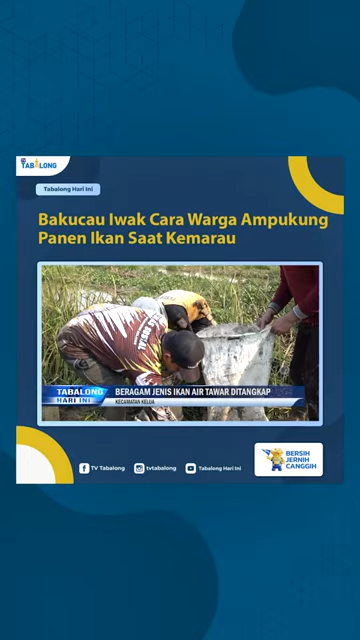 TV TABALONG
Tabalong Hari Ini
Bakucau Iwak Cara Warga Ampukung
Panen Ikan Saat Kemarau
TABALONG
HARI INI
BERAGAM JENIS IKAN AIR TAWAR DITANGKAP
KECAMATAN KELUA
TV Tabalong
tvtabalong
Tabalong Hari Ini
BERSIH
JERNIH
CANGGIH